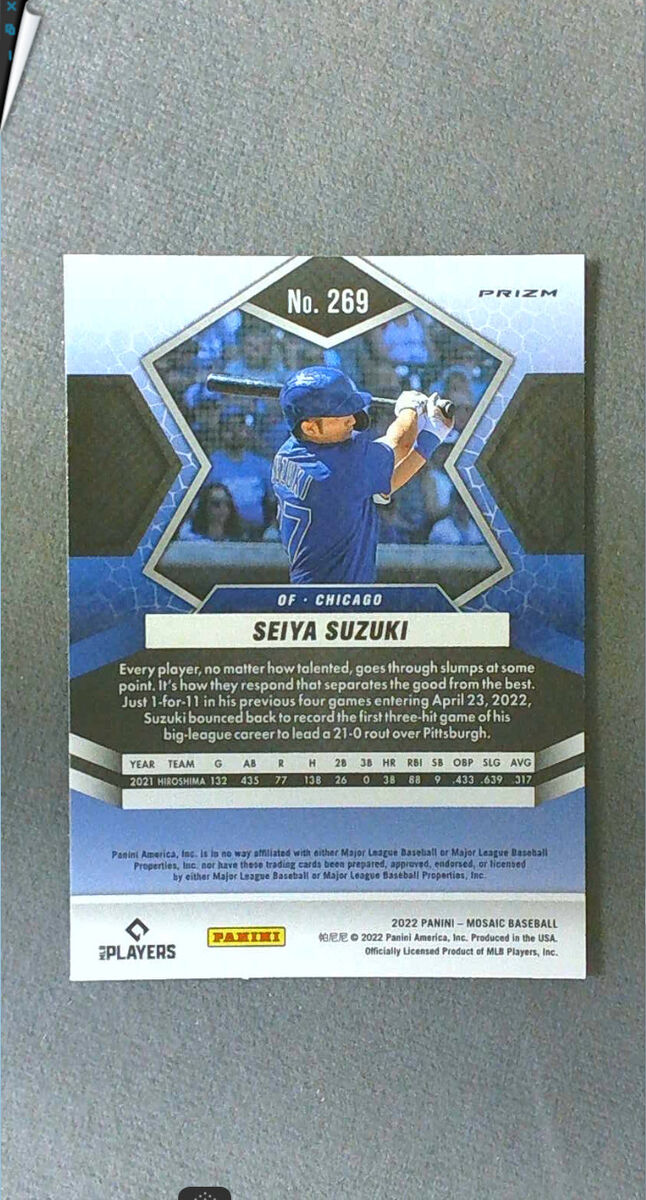 No. 269
PRIZM
UZUKI
7
OF · CHICAGO
SEIYA SUZUKI
Every player, no matter how talented, goes through slumps at some
point. It's how they respond that separates the good from the best.
Just 1-for-11 in his previous four games entering April 23, 2022,
Suzuki bounced back to record the first three-hit game of his
big-league career to lead a 21-0 rout over Pittsburgh.
YEAR TEAM G AB R H 2B 3B HR RBI SB OBP SLG AVG
2021 HIROSHIMA 132 435 77 138 26 0 38 88 9 .433 .639 .317
Panini America, Inc. is in no way affiliated with either Major League Baseball or Major League Baseball
Properties, Inc. nor have these trading cards been prepared, approved, endorsed, or licensed
by either Major League Baseball or Major League Baseball Properties, Inc.
MLB PLAYERS
PANINI
2022 PANINI – MOSAIC BASEBALL
帕尼尼 © 2022 Panini America, Inc. Produced in the USA.
Officially Licensed Product of MLB Players, Inc.